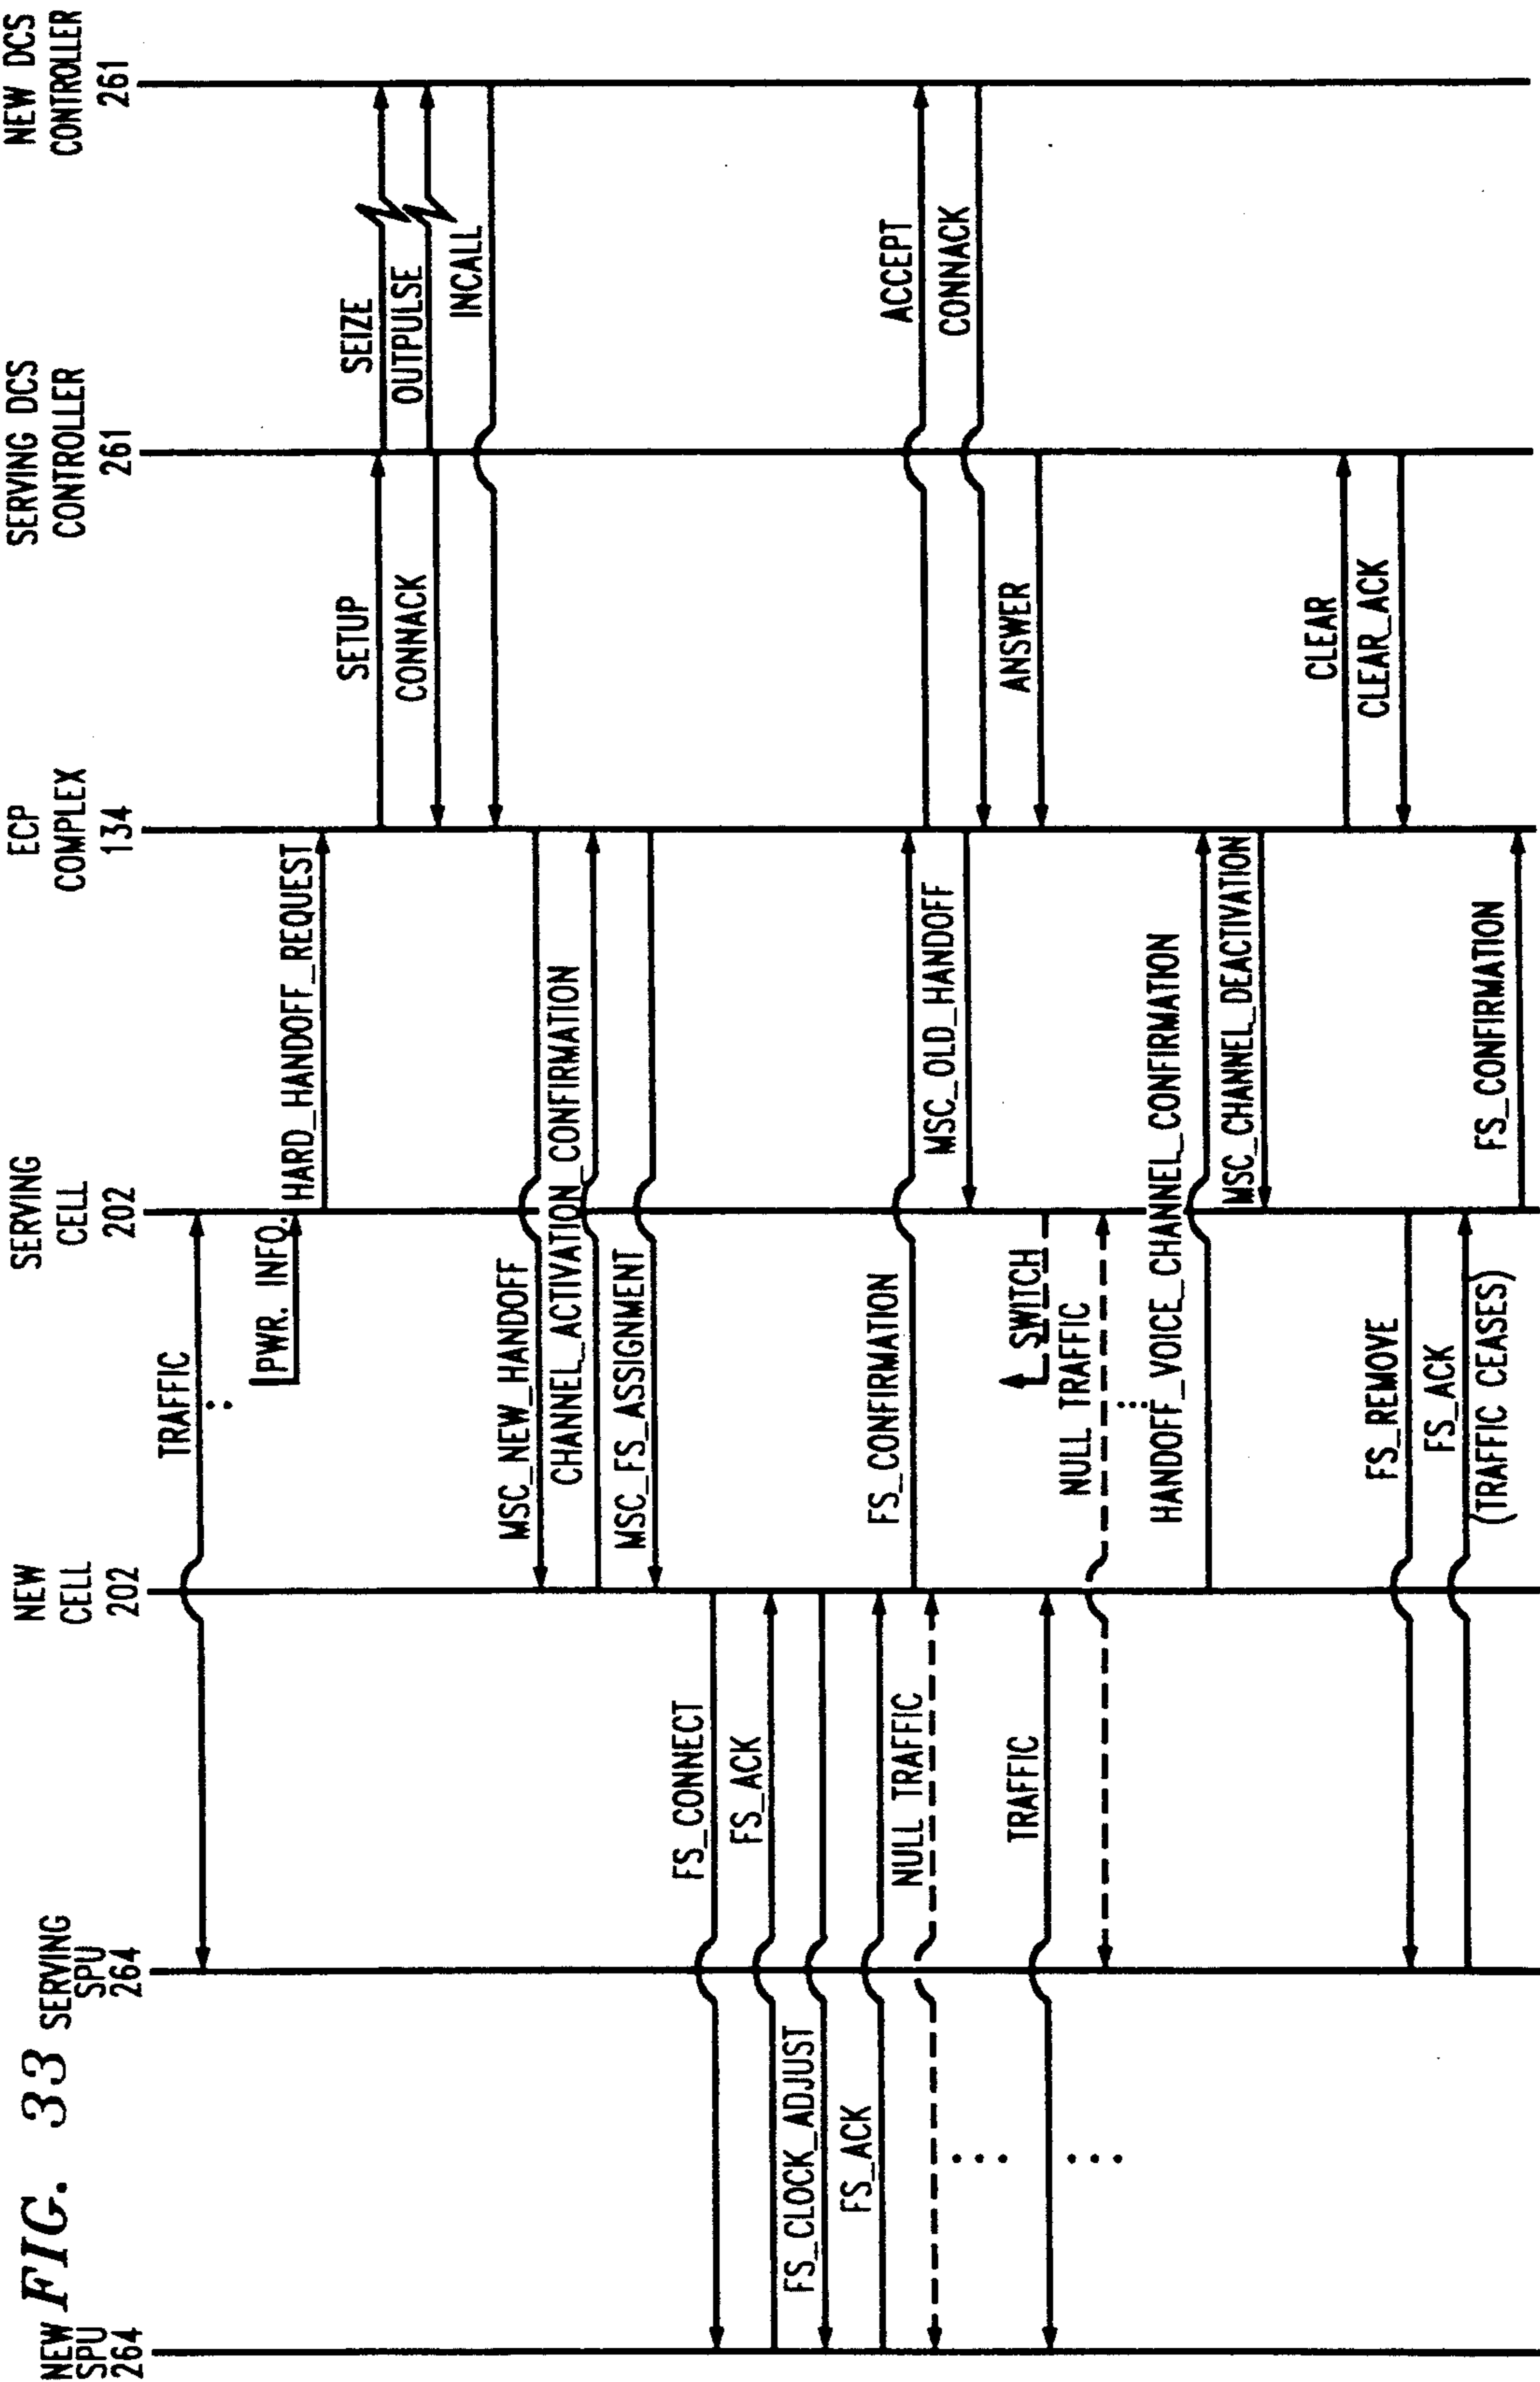 FIG. 33
NEW
SPU
264
SERVING
SPU
264
NEW
CELL
202
SERVING
CELL
202
ECP
COMPLEX
134
SERVING DCS
CONTROLLER
261
NEW DCS
CONTROLLER
261
TRAFFIC
PWR. INFO.
HARD_HANDOFF_REQUEST
SETUP
SEIZE
CONNACK
OUTPULSE
INCALL
MSC_NEW_HANDOFF
CHANNEL_ACTIVATION_CONFIRMATION
MSC_FS_ASSIGNMENT
FS_CONNECT
FS_ACK
FS_CLOCK_ADJUST
FS_ACK
FS_CONFIRMATION
ACCEPT
NULL TRAFFIC
MSC_OLD_HANDOFF
CONNACK
SWITCH
ANSWER
TRAFFIC
NULL TRAFFIC
HANDOFF_VOICE_CHANNEL_CONFIRMATION
MSC_CHANNEL_DEACTIVATION
CLEAR
FS_REMOVE
CLEAR_ACK
FS_ACK
(TRAFFIC CEASES)
FS_CONFIRMATION